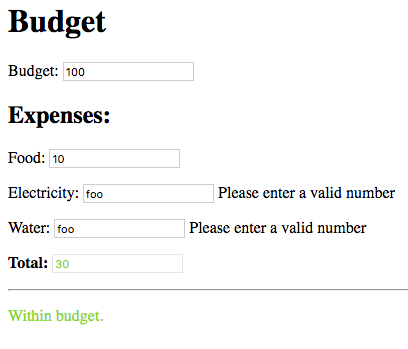 Budget
Budget: 100
Expenses:
Food: 10
Electricity: foo Please enter a valid number
Water: foo Please enter a valid number
Total: 30
Within budget.